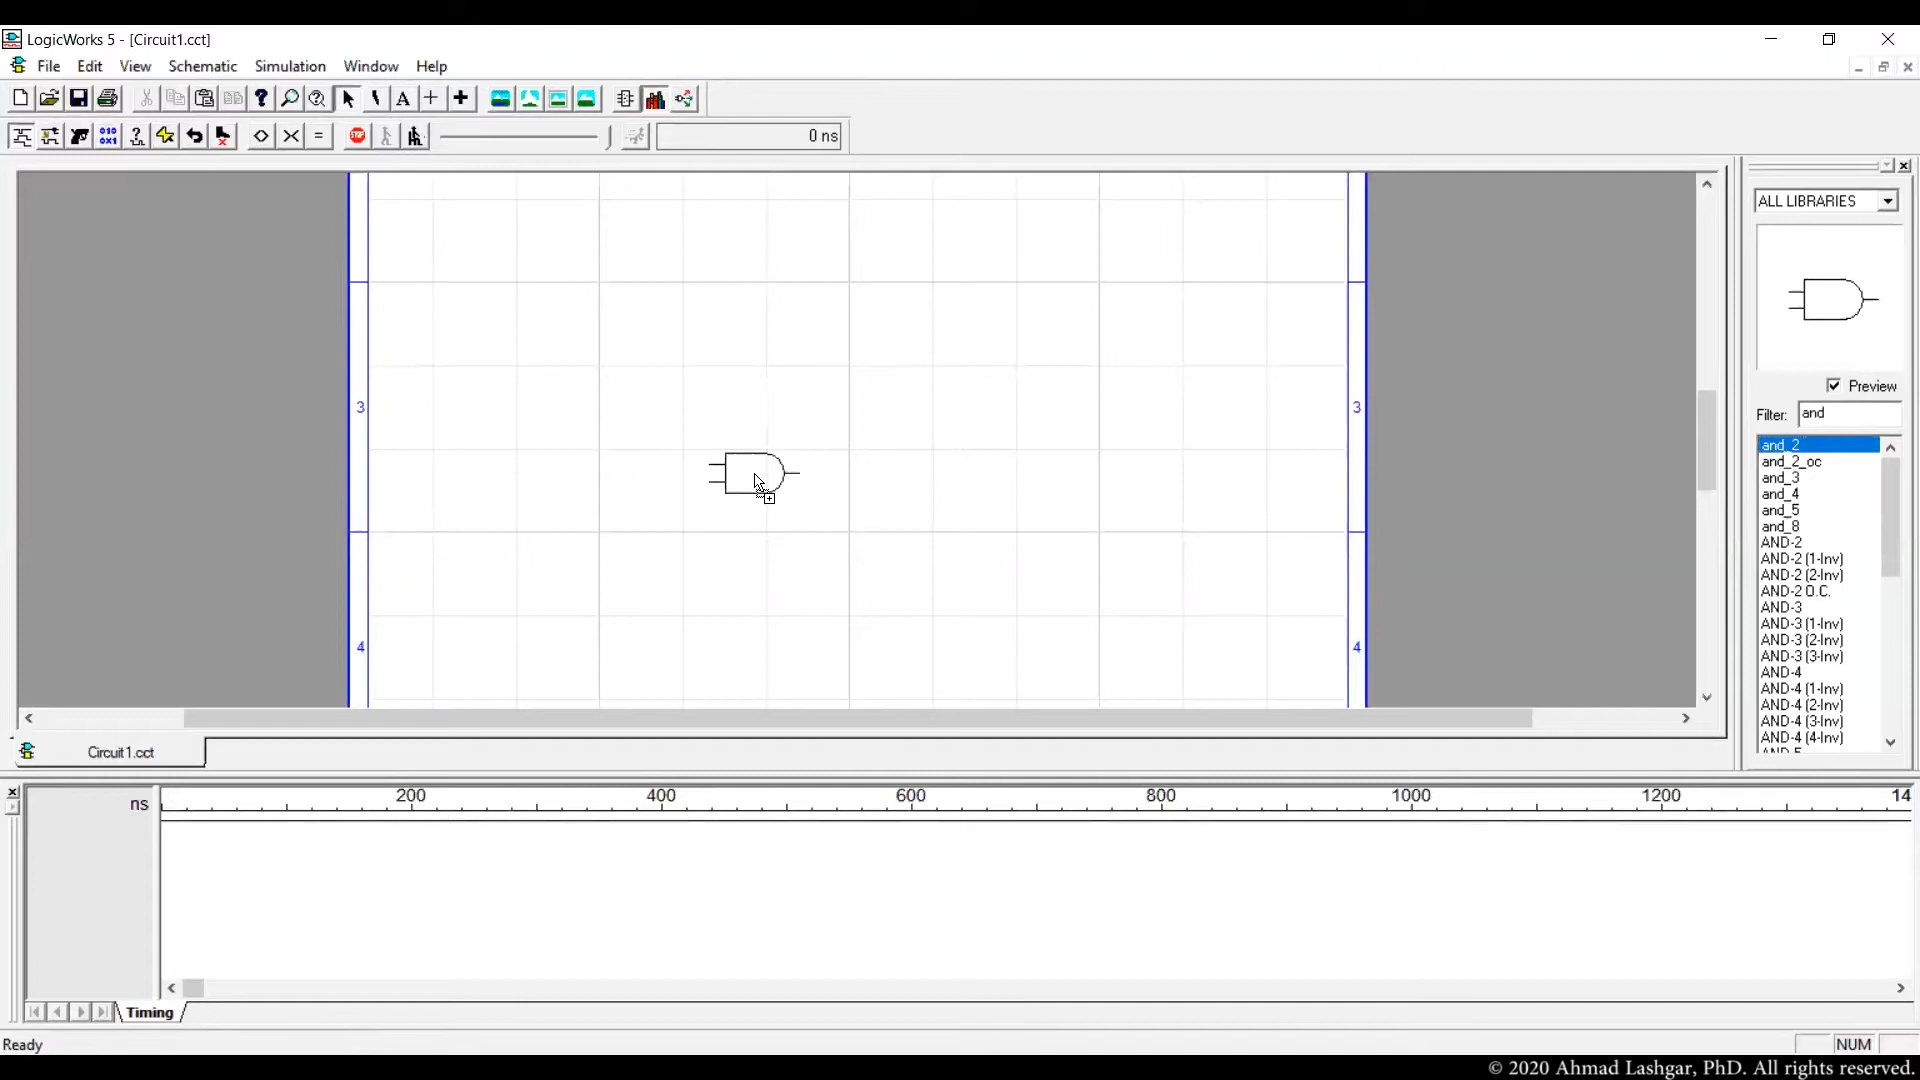 LogicWorks 5 - [Circuit1.cct]
File Edit View Schematic Simulation Window Help
0 ns
ALL LIBRARIES
Preview
Filter: and
and_2
and_2_oc
and_3
and_4
and_5
and_8
AND-2
AND-2 (1-Inv)
AND-2 (2-Inv)
AND-2 O.C.
AND-3
AND-3 (1-Inv)
AND-3 (2-Inv)
AND-3 (3-Inv)
AND-4
AND-4 (1-Inv)
AND-4 (2-Inv)
AND-4 (3-Inv)
AND-4 (4-Inv)
3 3
4 4
Circuit1.cct
ns 200 400 600 800 1000 1200 14
Timing
Ready NUM
© 2020 Ahmad Lashgar, PhD. All rights reserved.